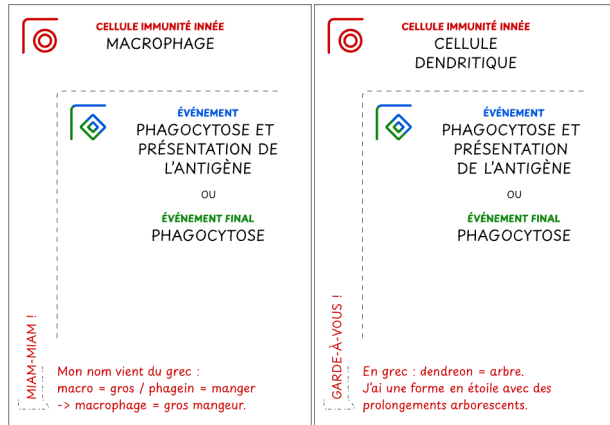 CELLULE IMMUNITÉ INNÉE
MACROPHAGE
ÉVÉNEMENT
PHAGOCYTOSE ET
PRÉSENTATION DE
L'ANTIGÈNE
OU
ÉVÉNEMENT FINAL
PHAGOCYTOSE
MIAM-MIAM !
Mon nom vient du grec :
macro = gros / phagein = manger
-> macrophage = gros mangeur.
CELLULE IMMUNITÉ INNÉE
CELLULE
DENDRITIQUE
ÉVÉNEMENT
PHAGOCYTOSE ET
PRÉSENTATION
DE L'ANTIGÈNE
OU
ÉVÉNEMENT FINAL
PHAGOCYTOSE
GARDE-À-VOUS !
En grec : dendreon = arbre.
J'ai une forme en étoile avec des
prolongements arborescents.